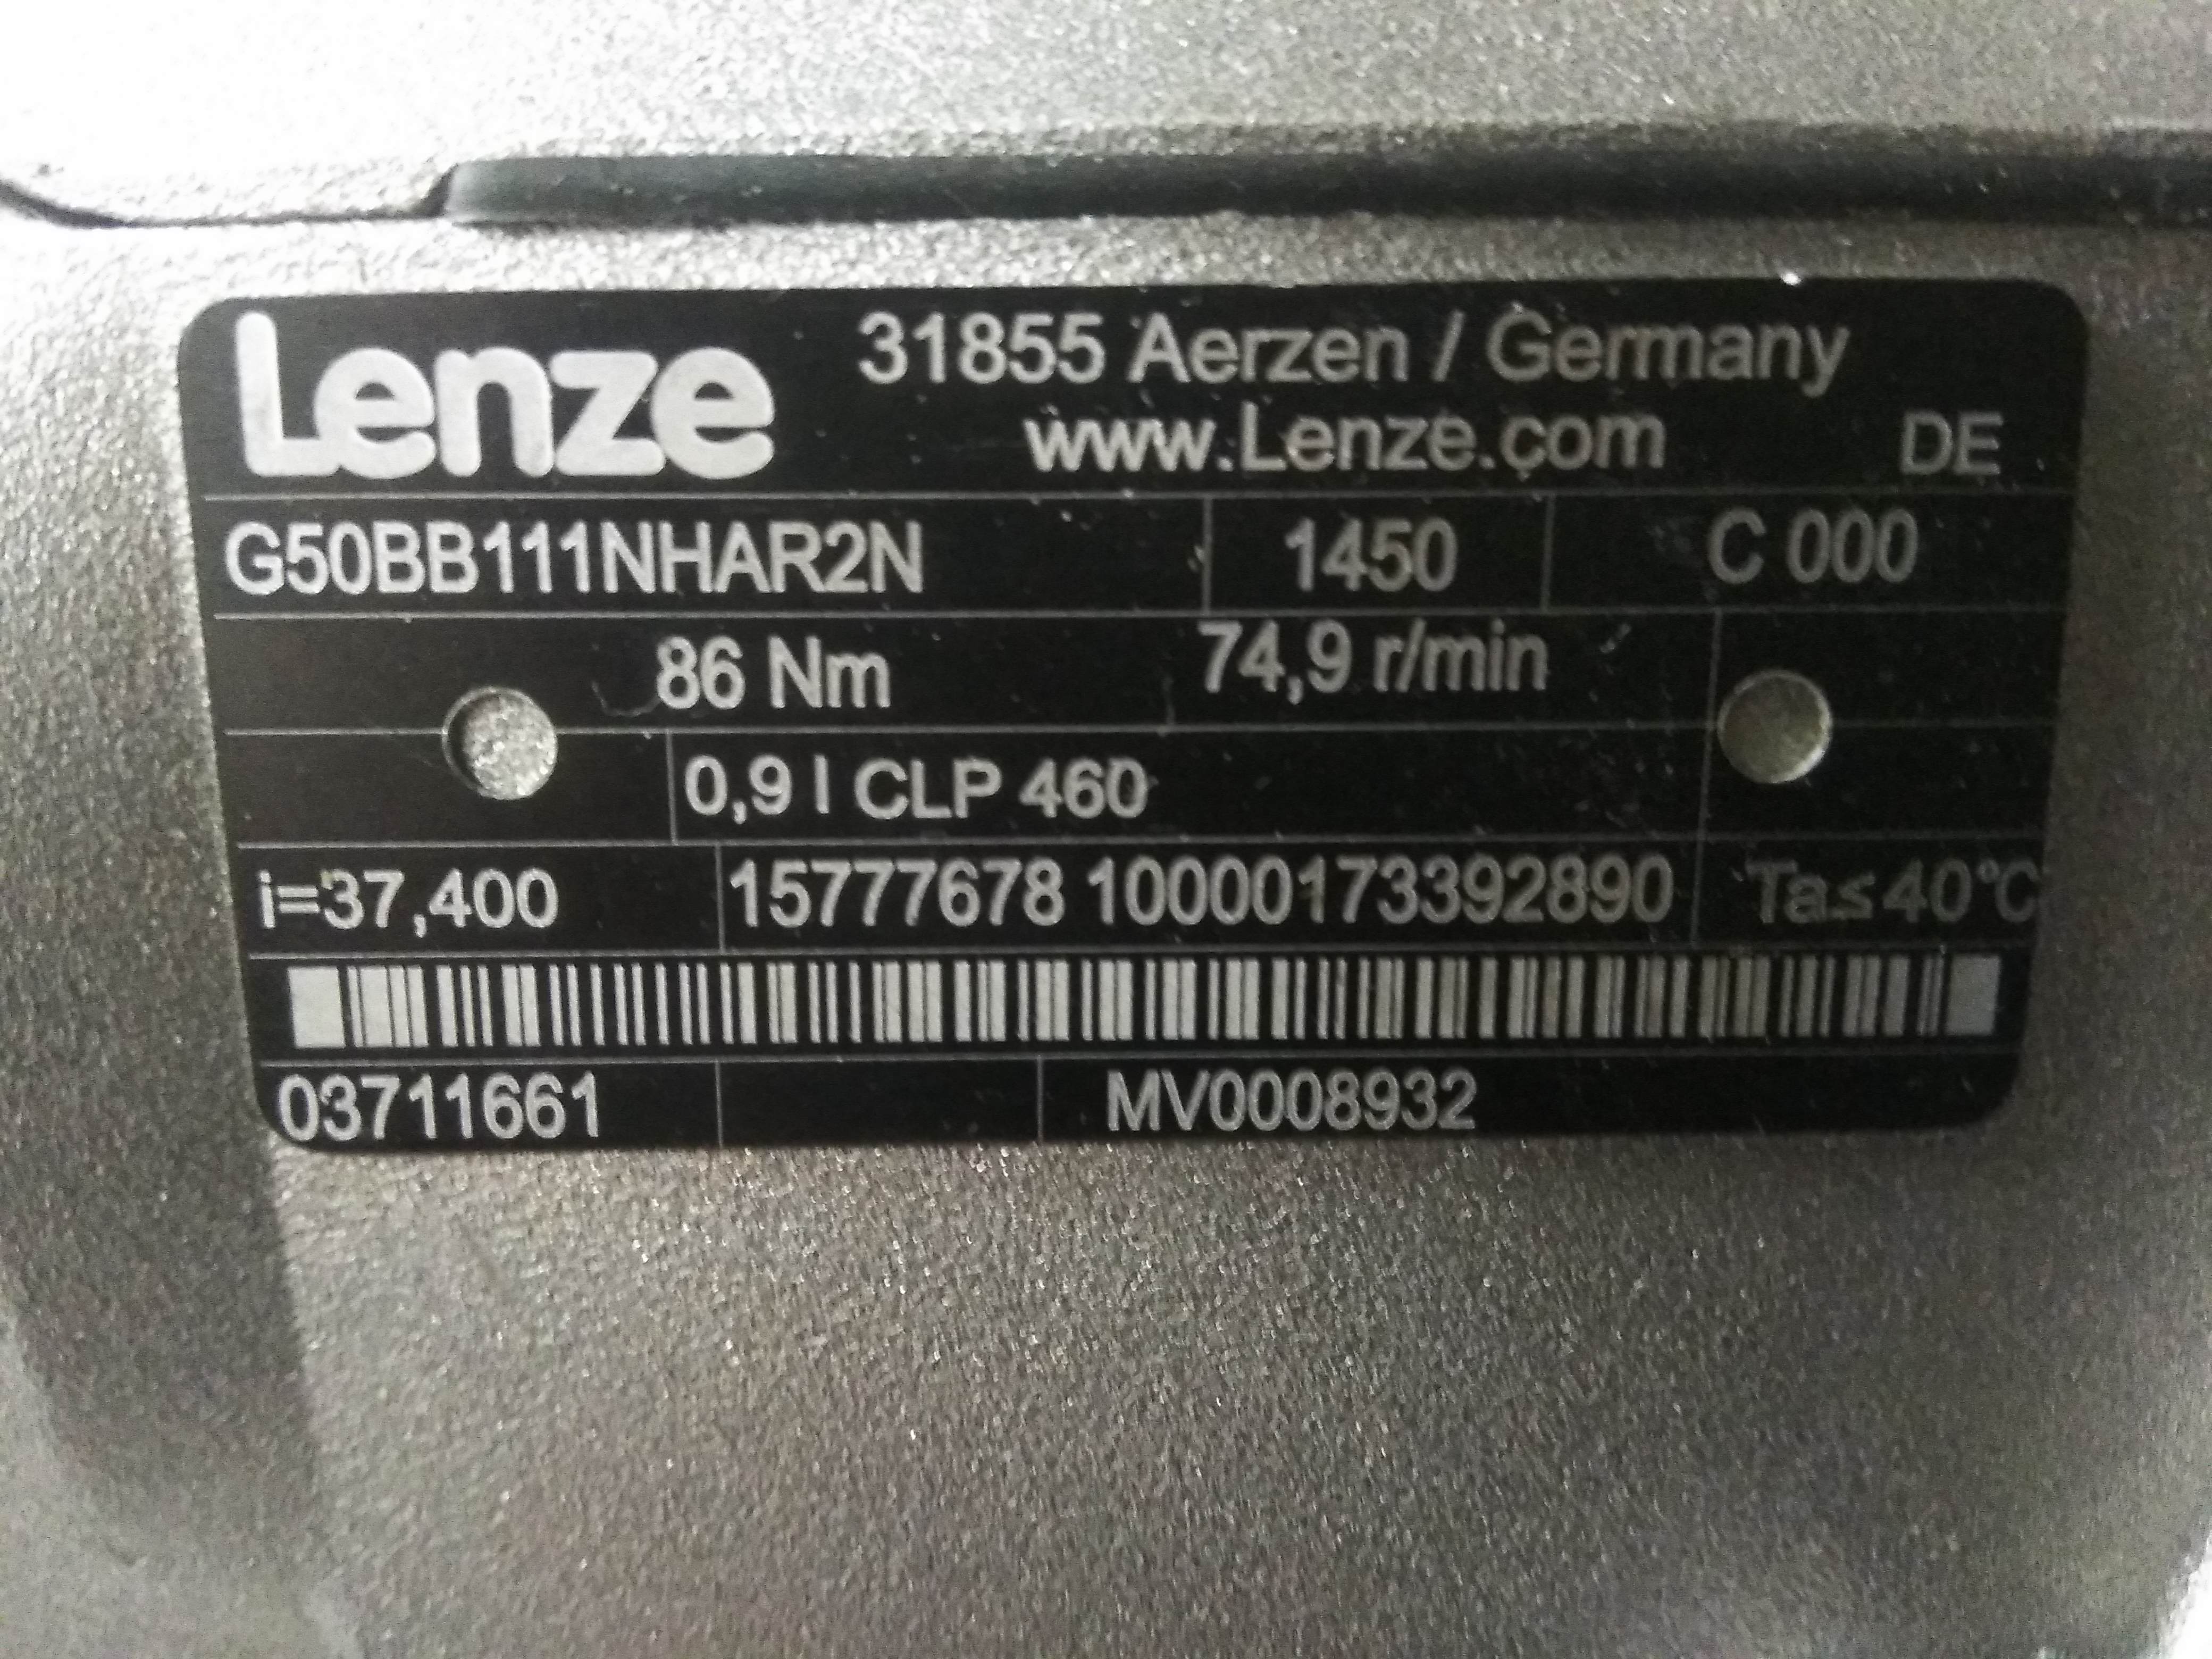 Lenze 31855 Aerzen / Germany
www.Lenze.com DE
G50BB111NHAR2N 1450 C 000
86 Nm 74,9 r/min
0,9 l CLP 460
i=37,400 15777678 10000173392890 Ta≤40°C
03711661 MV0008932